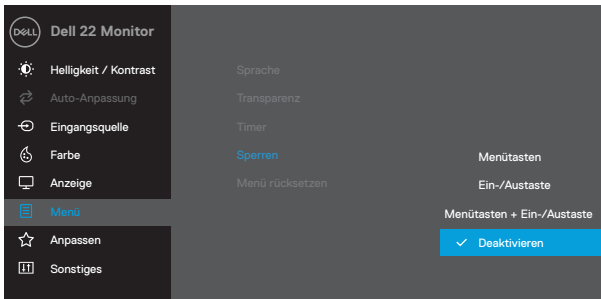 DELL
Dell 22 Monitor
Helligkeit / Kontrast
Auto-Anpassung
Eingangsquelle
Farbe
Anzeige
Menü
Anpassen
Sonstiges
Sprache
Transparenz
Timer
Sperren
Menü rücksetzen
Menütasten
Ein-/Austaste
Menütasten + Ein-/Austaste
Deaktivieren